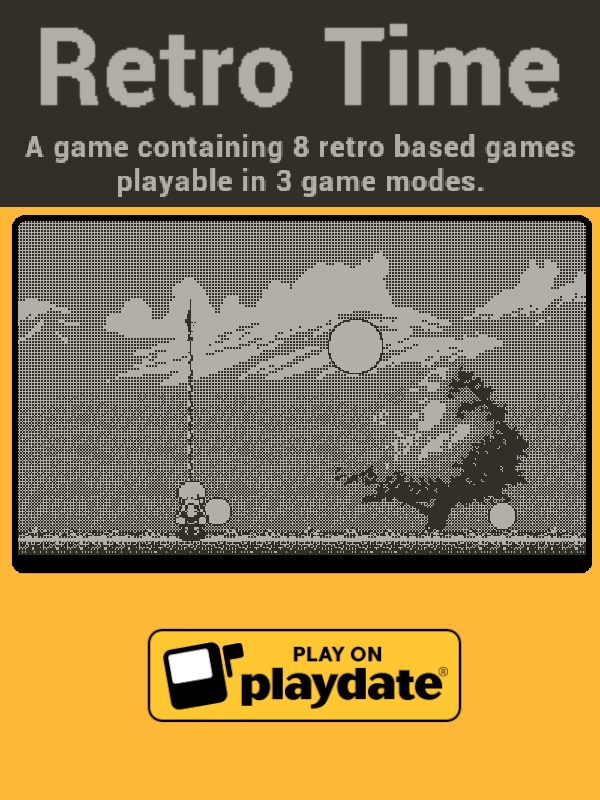 Retro Time
A game containing 8 retro based games
playable in 3 game modes.
PLAY ON
playdate®